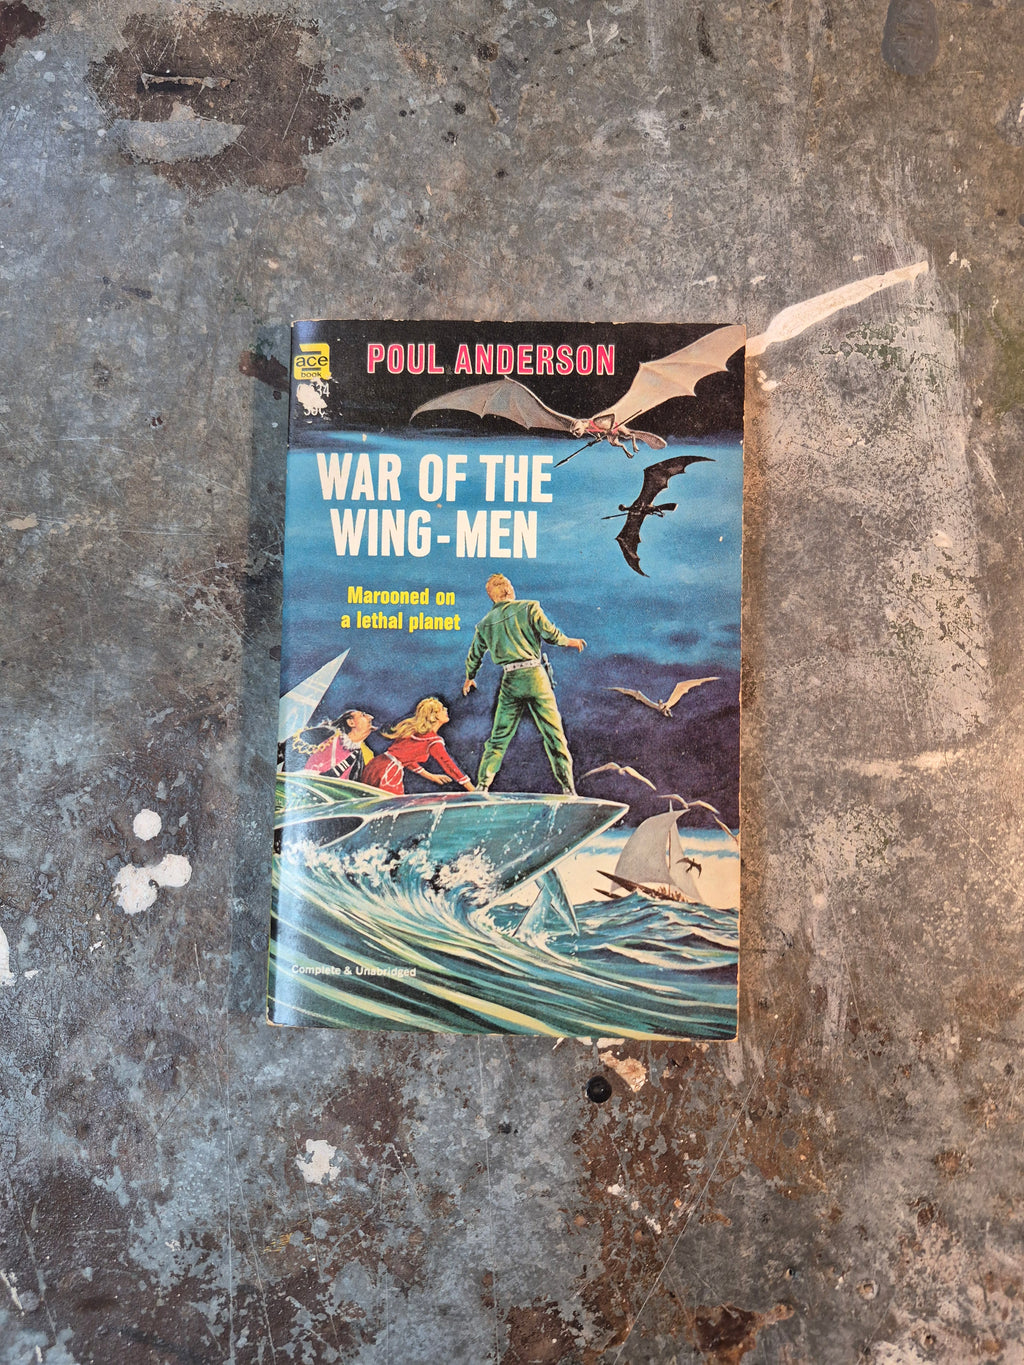 ace
book
POUL ANDERSON
WAR OF THE
WING-MEN
Marooned on
a lethal planet
Complete & Unabridged